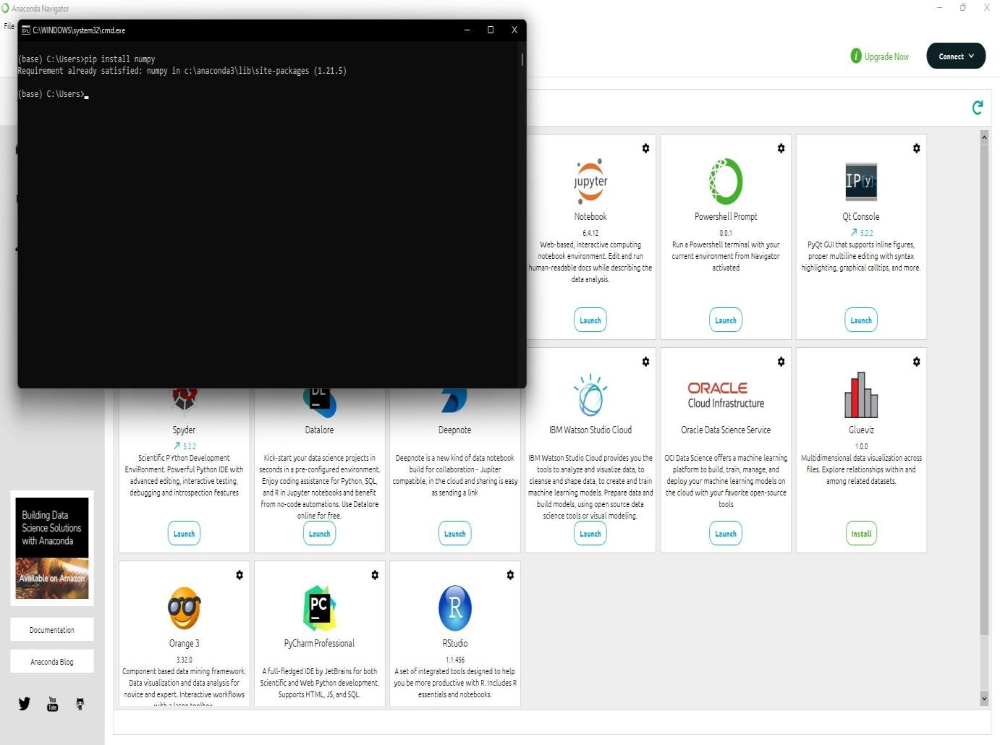 Anaconda Navigator
File
C:\WINDOWS\system32\cmd.exe
(base) C:\Users>pip install numpy
Requirement already satisfied: numpy in c:\anaconda3\lib\site-packages (1.21.5)
(base) C:\Users>
Upgrade Now
Connect
jupyter
Notebook
6.4.12
Web-based, interactive computing
notebook environment. Edit and run
human-readable docs while describing the
data analysis.
Launch
Powershell Prompt
0.0.1
Run a Powershell terminal with your
current environment from Navigator
activated
Launch
IP[y]:
Qt Console
5.2.2
PyQt GUI that supports inline figures,
proper multiline editing with syntax
highlighting, graphical calltips, and more.
Launch
Spyder
5.2.2
Scientific PYthon Development
EnviRonment. Powerful Python IDE with
advanced editing, interactive testing,
debugging and introspection features
Launch
DL
Datalore
Kick-start your data science projects in
seconds in a pre-configured environment.
Enjoy coding assistance for Python, SQL,
and R in Jupyter notebooks and benefit
from no-code automations. Use Datalore
online for free.
Launch
Deepnote
Deepnote is a new kind of data notebook
build for collaboration - Jupiter
compatible, in the cloud and sharing is easy
as sending a link
Launch
IBM Watson Studio Cloud
IBM Watson Studio Cloud provides you the
tools to analyze and visualize data, to
cleanse and shape data, to create and train
machine learning models. Prepare data and
build models, using open source data
science tools or visual modeling.
Launch
ORACLE
Cloud Infrastructure
Oracle Data Science Service
OCI Data Science offers a machine learning
platform to build, train, manage, and
deploy your machine learning models on
the cloud with your favorite open-source
tools
Launch
Glueviz
1.0.0
Multidimensional data visualization across
files. Explore relationships within and
among related datasets.
Install
Building Data
Science Solutions
with Anaconda
Available on Amazon
Documentation
Anaconda Blog
You
Tube
Orange 3
3.32.0
Component based data mining framework.
Data visualization and data analysis for
novice and expert. Interactive workflows
with a large toolbox.
PC
PyCharm Professional
A full-fledged IDE by JetBrains for both
Scientific and Web Python development.
Supports HTML, JS, and SQL.
R
RStudio
1.1.456
A set of integrated tools designed to help
you be more productive with R. Includes R
essentials and notebooks.